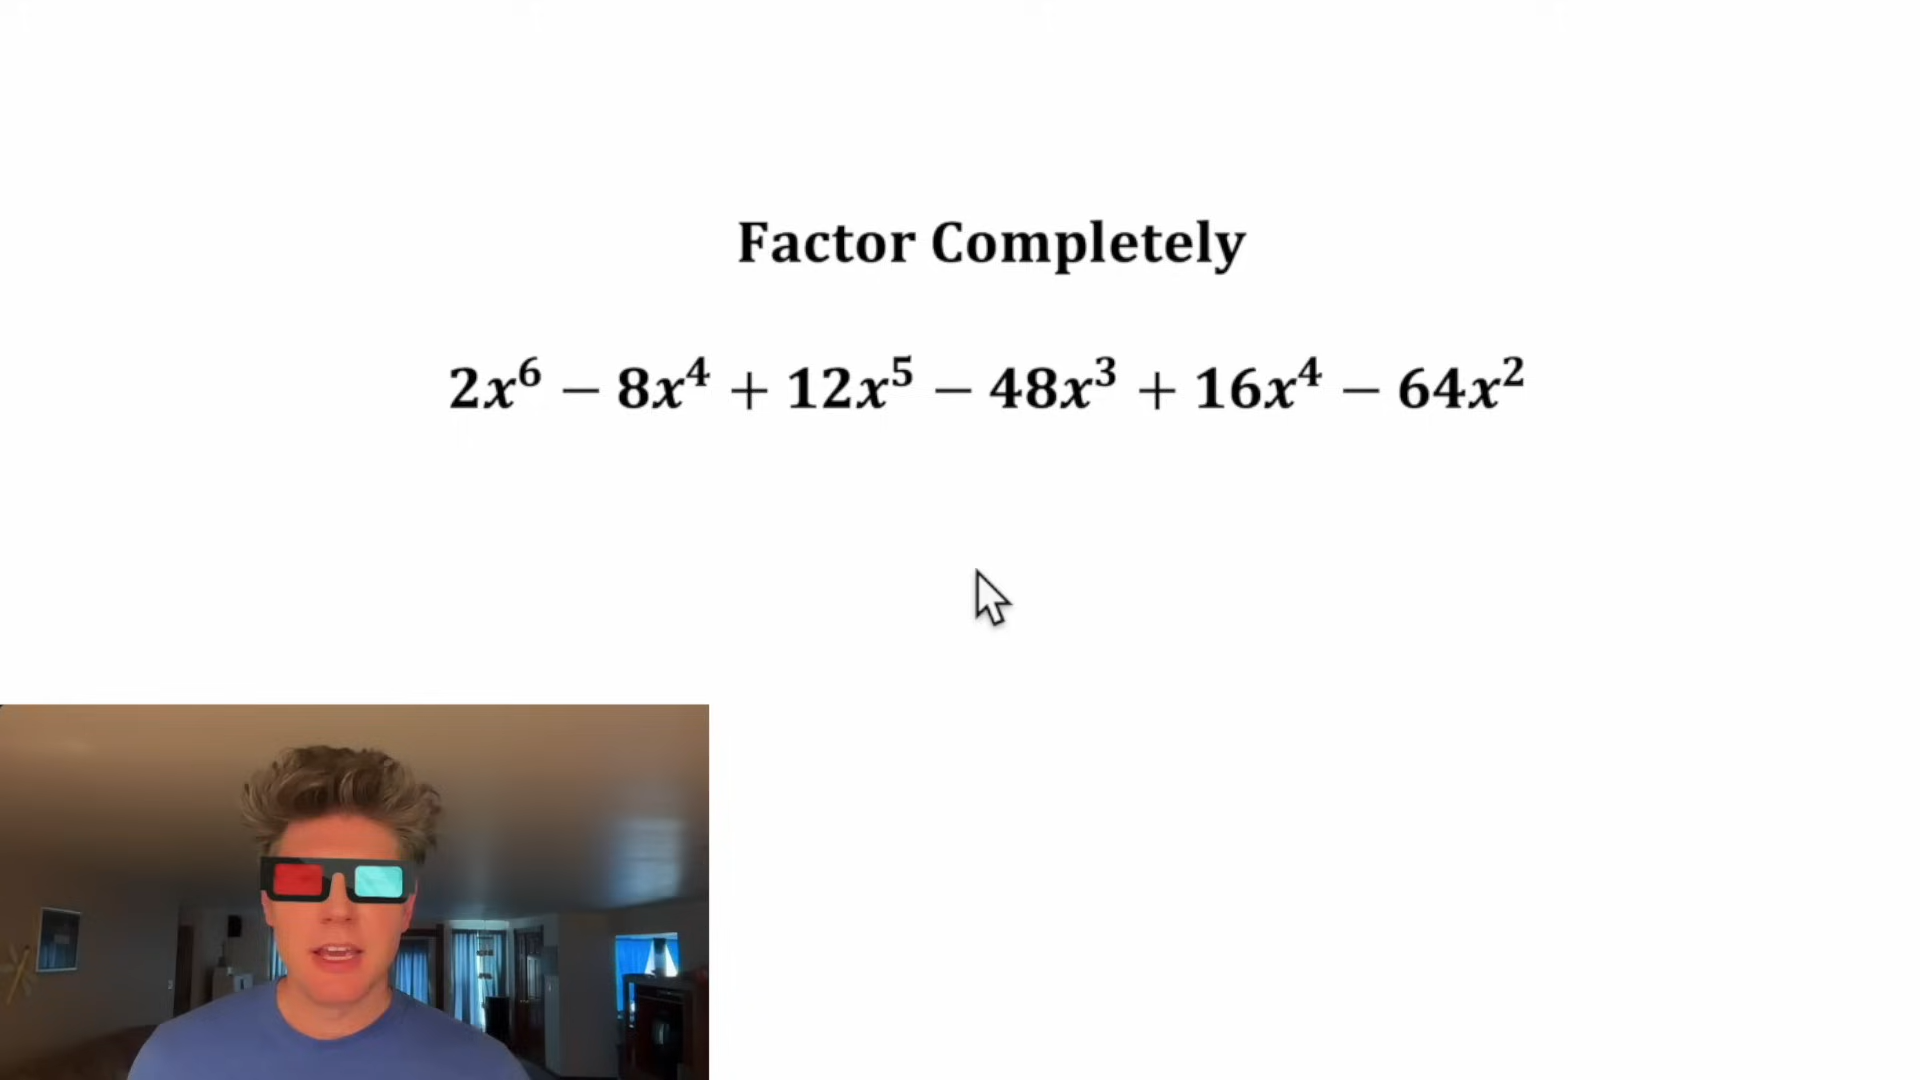 Factor Completely
2x⁶ − 8x⁴ + 12x⁵ − 48x³ + 16x⁴ − 64x²